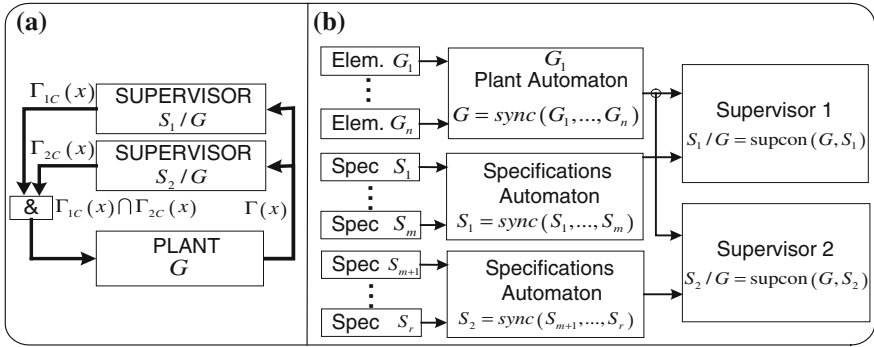 (a)
Γ1C(x)
SUPERVISOR
S1 / G
Γ2C(x)
SUPERVISOR
S2 / G
&
Γ1C(x)∩Γ2C(x)
Γ(x)
PLANT
G
(b)
Elem. G1
Elem. Gn
G1
Plant Automaton
G = sync(G1,...,Gn)
Spec S1
Spec Sm
Specifications
Automaton
S1 = sync(S1,...,Sm)
Spec Sm+1
Spec Sr
Specifications
Automaton
S2 = sync(Sm+1,...,Sr)
Supervisor 1
S1 / G = supcon(G, S1)
Supervisor 2
S2 / G = supcon(G, S2)